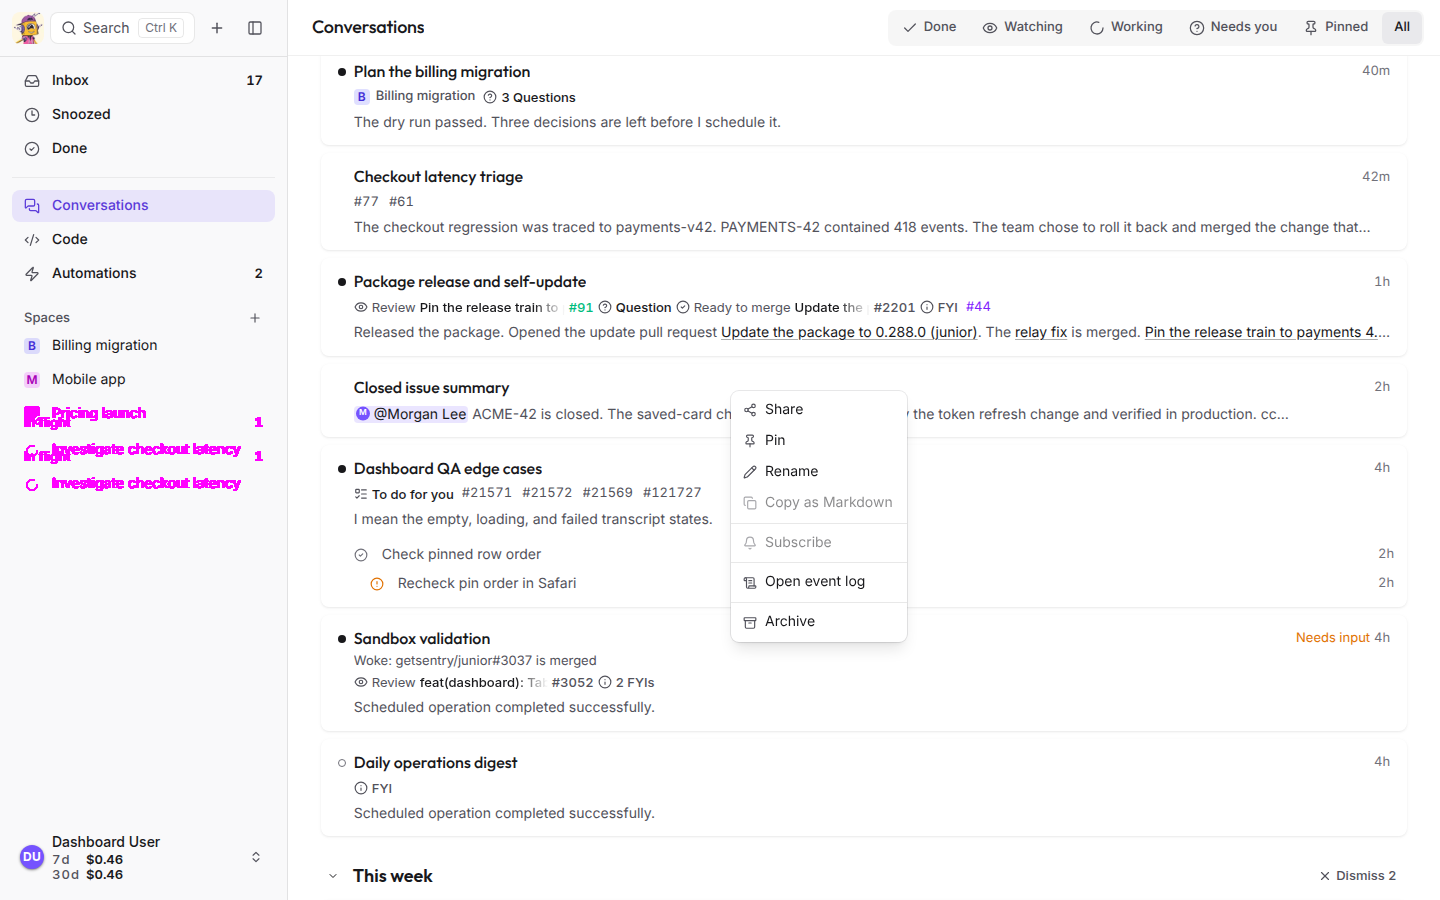 Search Ctrl K
Inbox 17
Snoozed
Done
Conversations
Code
Automations 2
Spaces
B Billing migration
M Mobile app
Pricing launch
In flight 1
Investigate checkout latency
In flight 1
Investigate checkout latency
DU Dashboard User
7d $0.46
30d $0.46
Conversations
Done Watching Working Needs you Pinned All
Plan the billing migration 40m
B Billing migration 3 Questions
The dry run passed. Three decisions are left before I schedule it.
Checkout latency triage 42m
#77 #61
The checkout regression was traced to payments-v42. PAYMENTS-42 contained 418 events. The team chose to roll it back and merged the change that...
Package release and self-update 1h
Review Pin the release train to #91 Question Ready to merge Update the #2201 FYI #44
Released the package. Opened the update pull request Update the package to 0.288.0 (junior). The relay fix is merged. Pin the release train to payments 4....
Closed issue summary 2h
M @Morgan Lee ACME-42 is closed. The saved-card ch
the token refresh change and verified in production. cc...
Share
Pin
Rename
Copy as Markdown
Subscribe
Open event log
Archive
Dashboard QA edge cases 4h
To do for you #21571 #21572 #21569 #121727
I mean the empty, loading, and failed transcript states.
Check pinned row order 2h
Recheck pin order in Safari 2h
Sandbox validation Needs input 4h
Woke: getsentry/junior#3037 is merged
Review feat(dashboard): Tal #3052 2 FYIs
Scheduled operation completed successfully.
Daily operations digest 4h
FYI
Scheduled operation completed successfully.
This week Dismiss 2